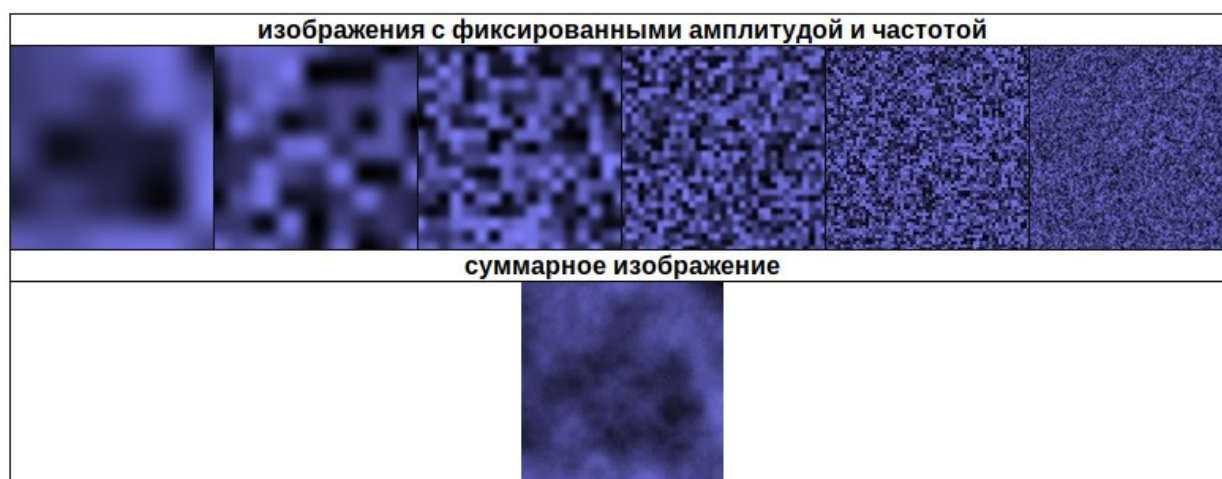 изображения с фиксированными амплитудой и частотой
суммарное изображение